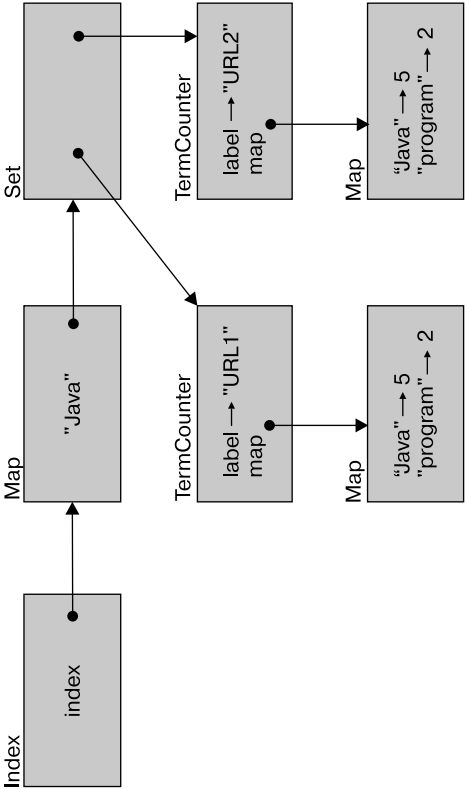 Index
index
Map
"Java"
Set
TermCounter
label → "URL1"
map
TermCounter
label → "URL2"
map
Map
“Java" → 5
"program" → 2
Map
“Java" → 5
"program" → 2